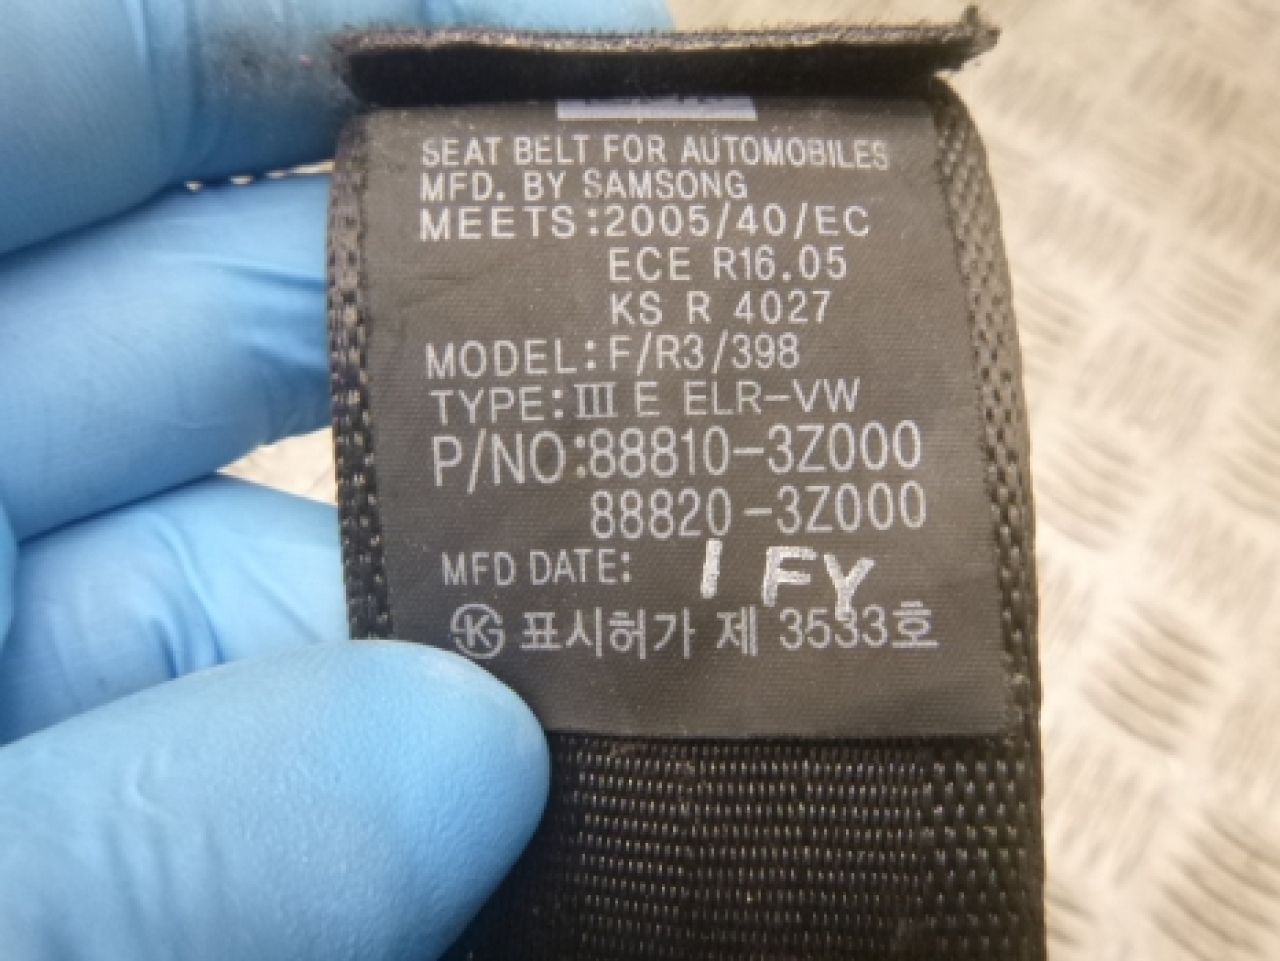 SEAT BELT FOR AUTOMOBILES
MFD. BY SAMSONG
MEETS:2005/40/EC
ECE R16.05
KS R 4027
MODEL:F/R3/398
TYPE:III E ELR-VW
P/NO:88810-3Z000
88820-3Z000
MFD DATE: 1 FY
표시허가 제 3533호